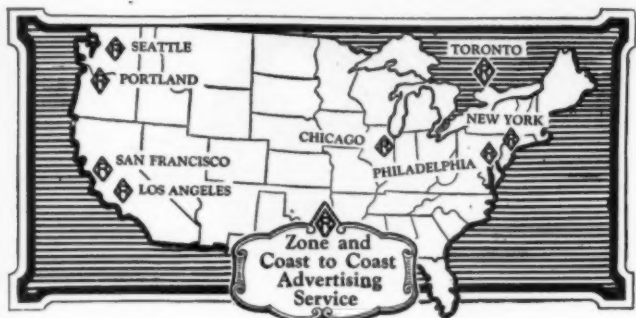 SEATTLE
PORTLAND
SAN FRANCISCO
LOS ANGELES
CHICAGO
TORONTO
NEW YORK
PHILADELPHIA
Zone and
Coast to Coast
Advertising
Service